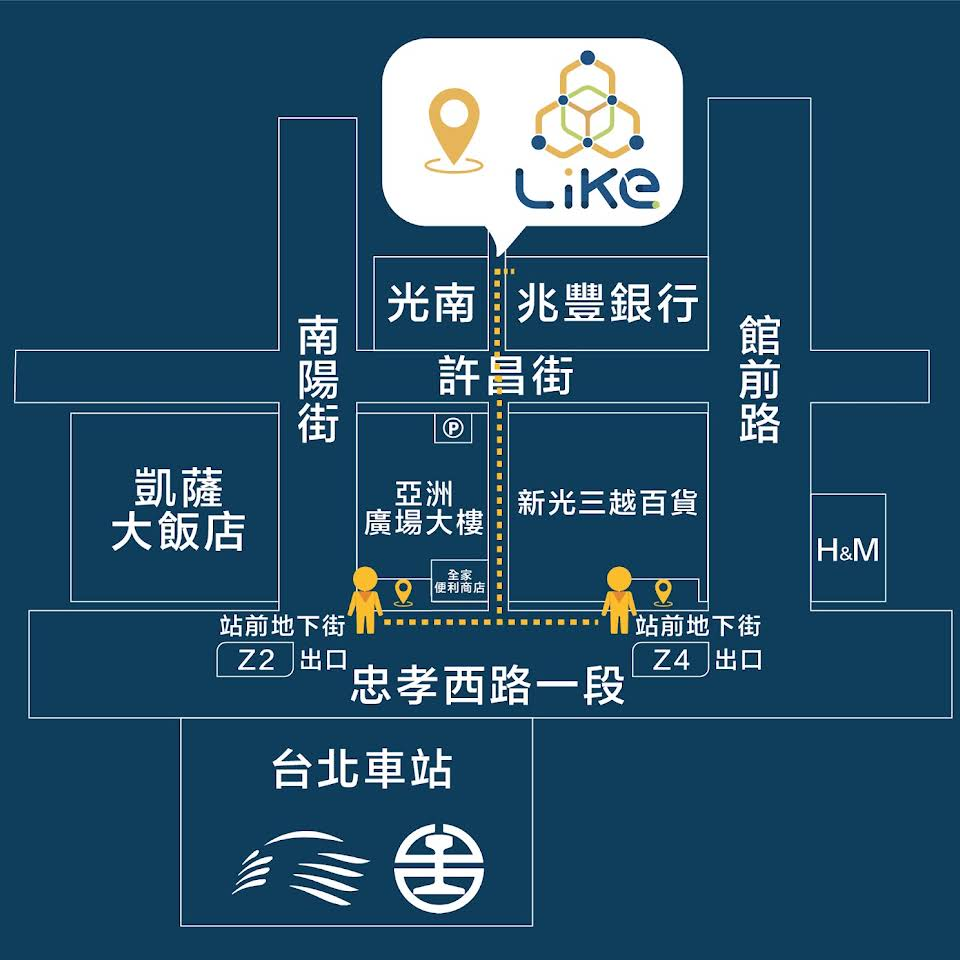 LiKe
光南
兆豐銀行
南陽街
許昌街
館前路
P
凱薩
大飯店
亞洲
廣場大樓
新光三越百貨
H&M
全家
便利商店
站前地下街
Z2 出口
站前地下街
Z4 出口
忠孝西路一段
台北車站